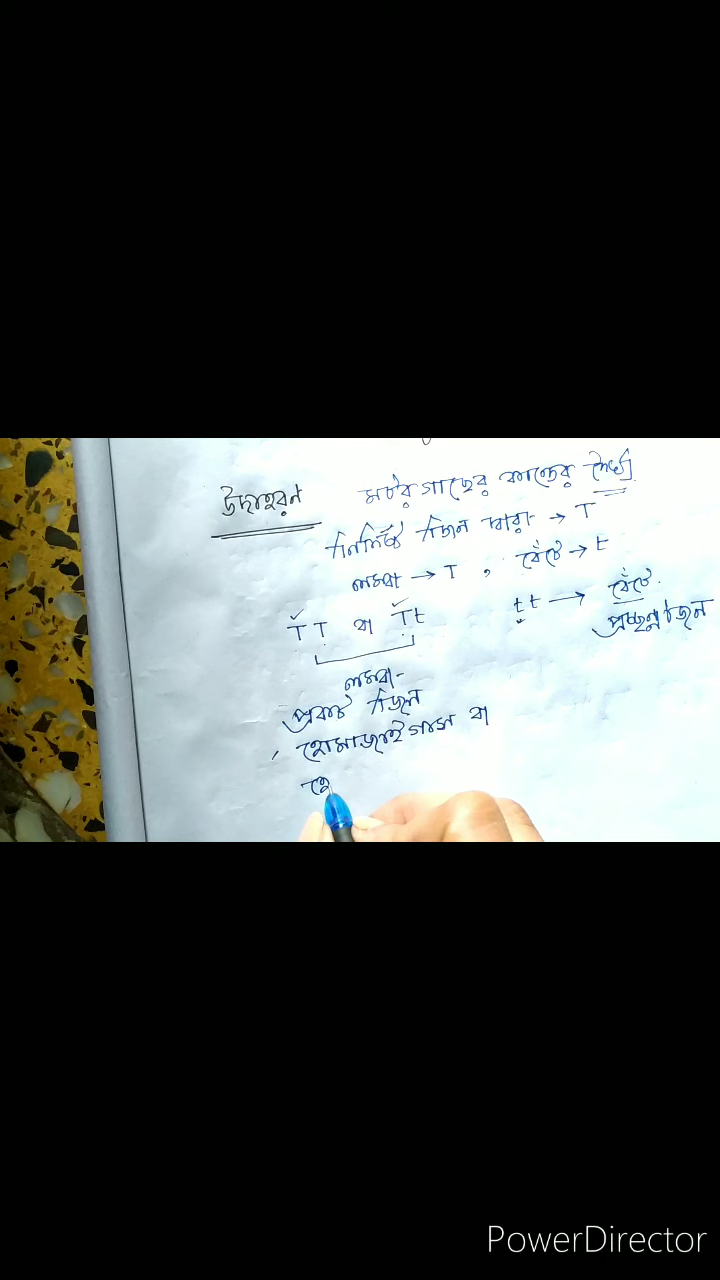 উদাহরণ
মটর গাছের কান্ডের দৈর্ঘ্য
নির্দিষ্ট জিন দ্বারা → T
লম্বা → T , বেঁটে → t
TT বা Tt
tt → বেঁটে.
প্রচ্ছন্ন জিন
লম্বা-
প্রকট জিন
হোমোজাইগাস বা
হে
PowerDirector